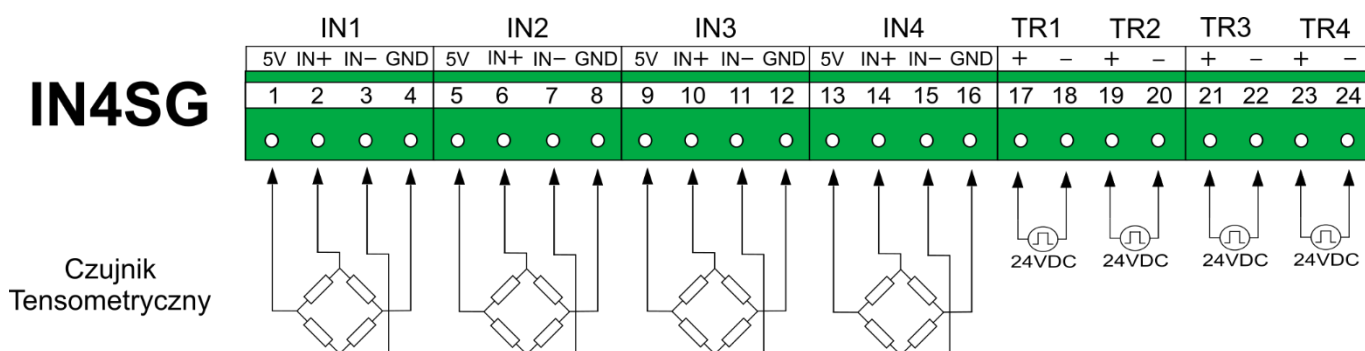 IN1 IN2 IN3 IN4 TR1 TR2 TR3 TR4
5V IN+ IN− GND 5V IN+ IN− GND 5V IN+ IN− GND 5V IN+ IN− GND + − + − + − + −
IN4SG
1 2 3 4 5 6 7 8 9 10 11 12 13 14 15 16 17 18 19 20 21 22 23 24
24VDC 24VDC 24VDC 24VDC
Czujnik
Tensometryczny